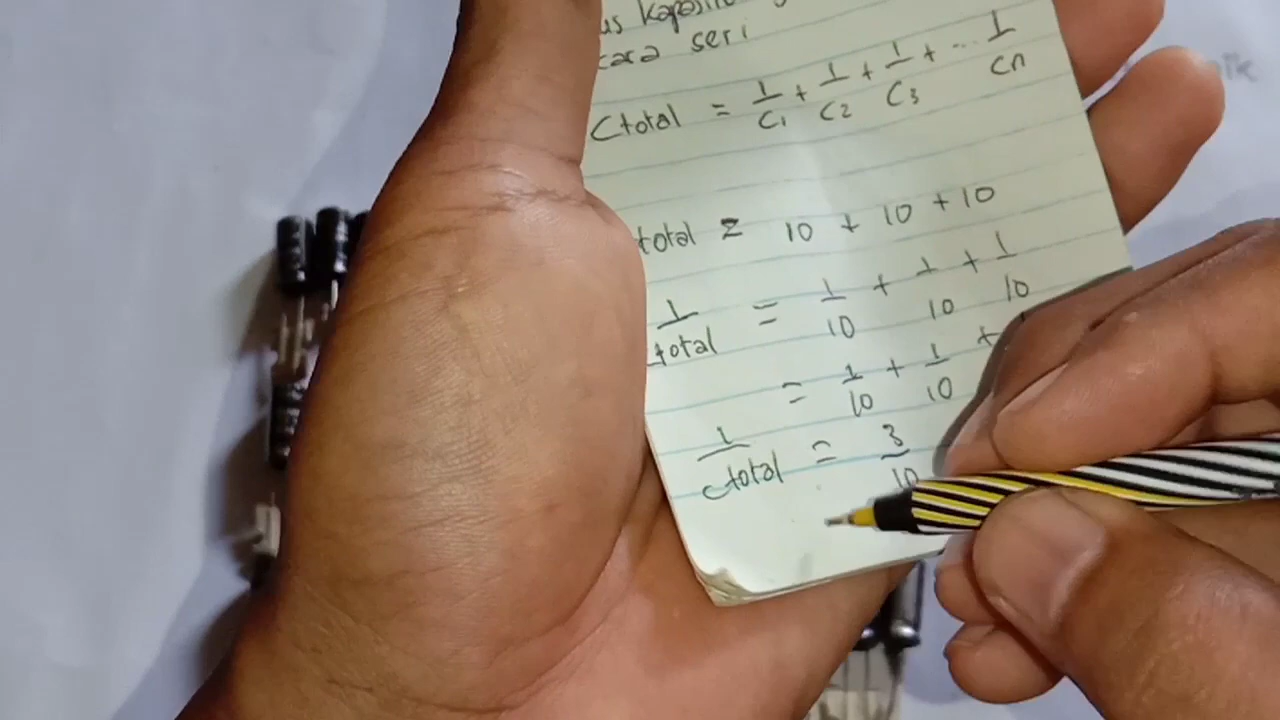 us kapasit
cara seri
Ctotal = 1/C1 + 1/C2 + 1/C3 + ... 1/Cn
total = 10 + 10 + 10
1/total = 1/10 + 1/10 + 1/10
= 1/10 + 1/10 +
1/Ctotal = 3/10